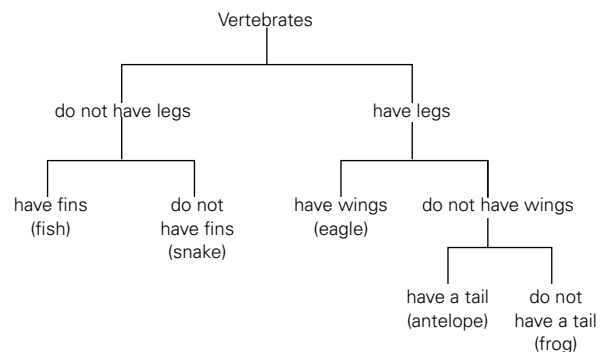 Vertebrates
do not have legs
have legs
have fins
(fish)
do not
have fins
(snake)
have wings
(eagle)
do not have wings
have a tail
(antelope)
do not
have a tail
(frog)